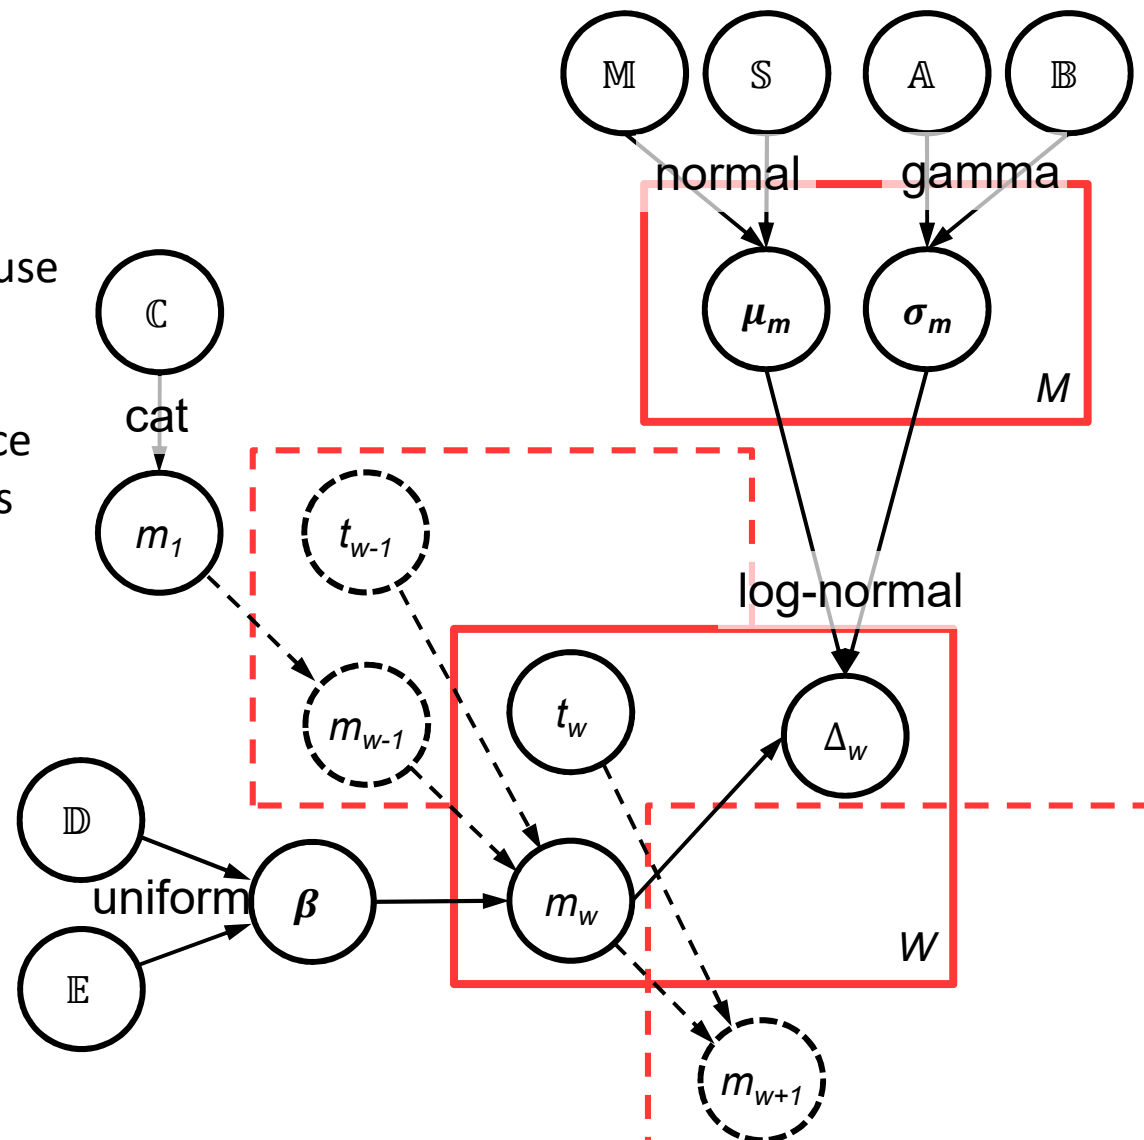 𝕄 𝕊 𝔸 𝔹
normal gamma
use
ℂ
μm σm
M
cat
ce
s
m1
tw-1
log-normal
mw-1
tw
Δw
𝔻
uniform
β
mw
W
𝔼
mw+1